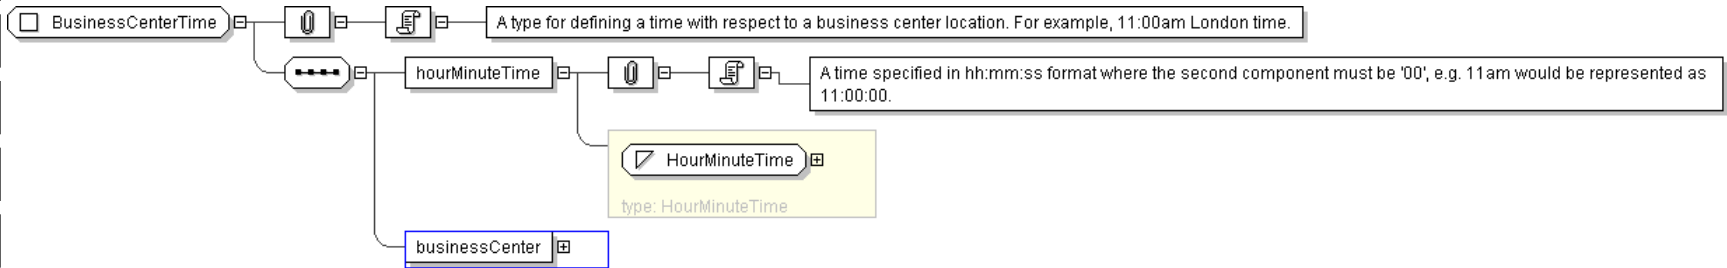 BusinessCenterTime
A type for defining a time with respect to a business center location. For example, 11:00am London time.
hourMinuteTime
A time specified in hh:mm:ss format where the second component must be '00', e.g. 11am would be represented as
11:00:00.
HourMinuteTime
type: HourMinuteTime
businessCenter